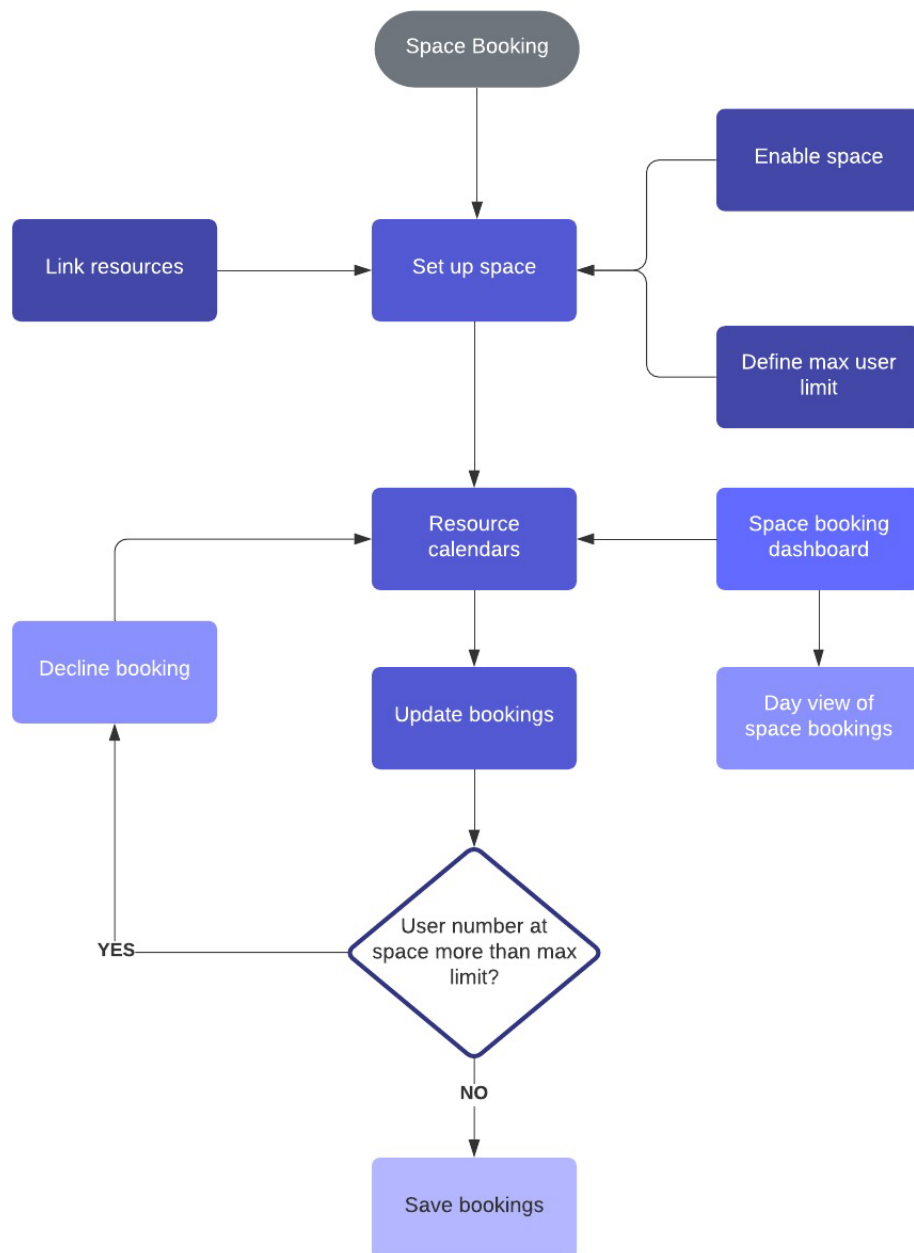 Space Booking
Enable space
Link resources
Set up space
Define max user
limit
Resource
calendars
Space booking
dashboard
Decline booking
Update bookings
Day view of
space bookings
User number at
space more than max
limit?
YES
NO
Save bookings